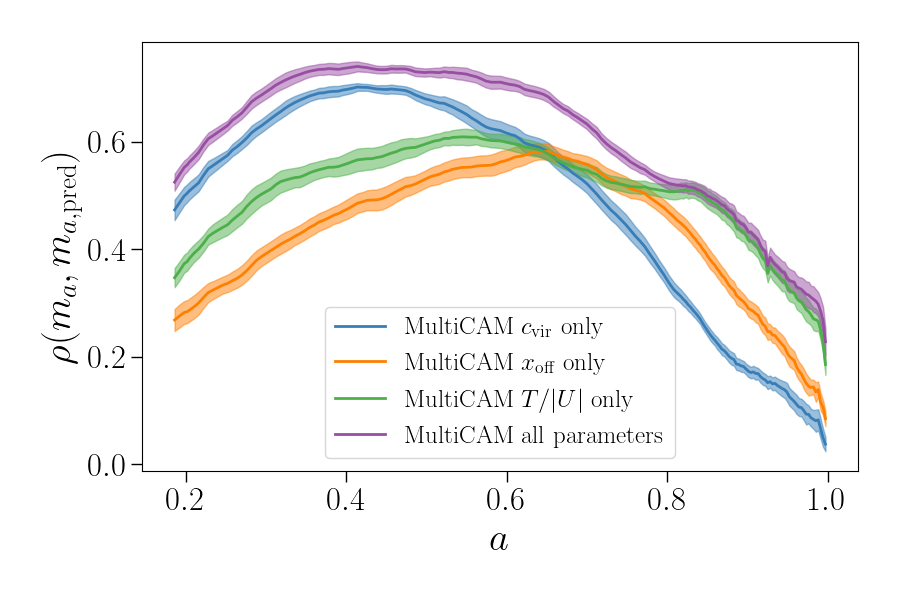 ρ(m_a, m_{a,pred})
0.6
0.4
0.2
0.0
MultiCAM c_vir only
MultiCAM x_off only
MultiCAM T/|U| only
MultiCAM all parameters
0.2 0.4 0.6 0.8 1.0
a